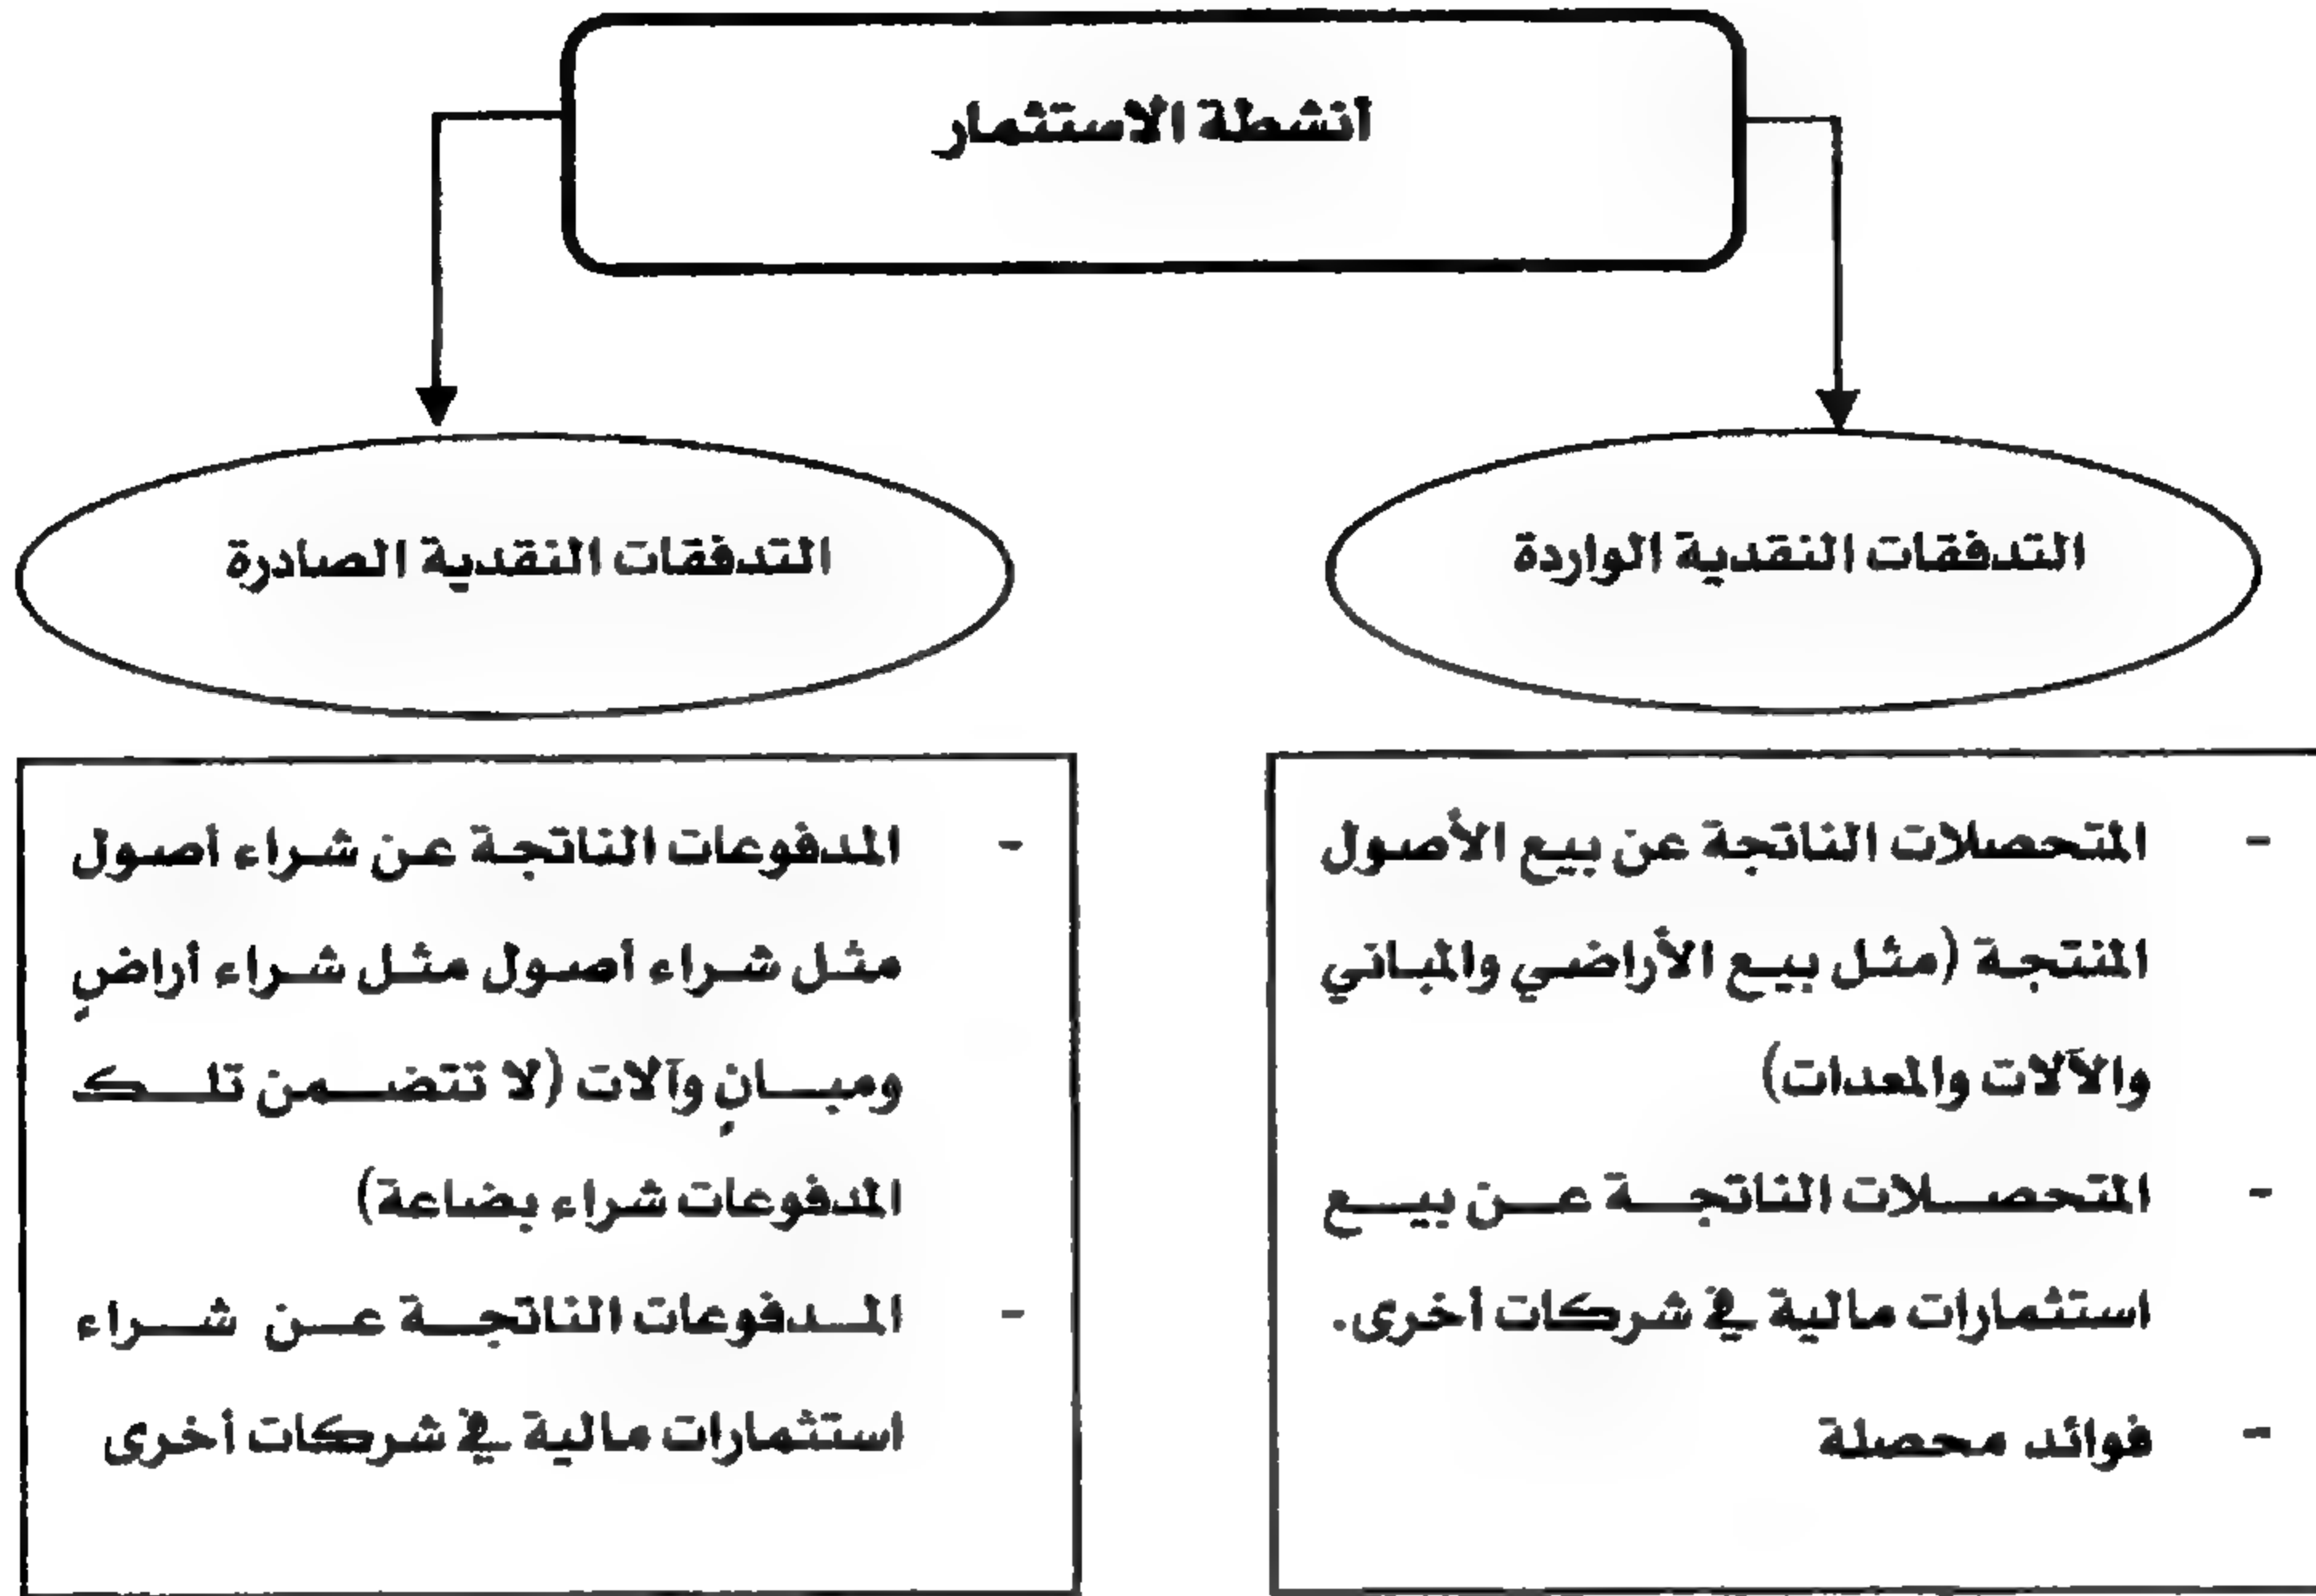 أنشطة الاستثمار
التدفقات النقدية الواردة
التدفقات النقدية الصادرة
- المتحصلات الناتجة عن بيع الأصول
المنتجة (مثل بيع الأراضي والمباني
والآلات والمعدات)
- المتحصلات الناتجة عن بيع
استثمارات مالية في شركات أخرى.
- فوائد محصلة
- المدفوعات الناتجة عن شراء أصول
مثل شراء أصول مثل شراء أراضٍ
ومبانٍ وآلات (لا تتضمن تلك
المدفوعات شراء بضاعة)
- المدفوعات الناتجة عن شراء
استثمارات مالية في شركات أخرى